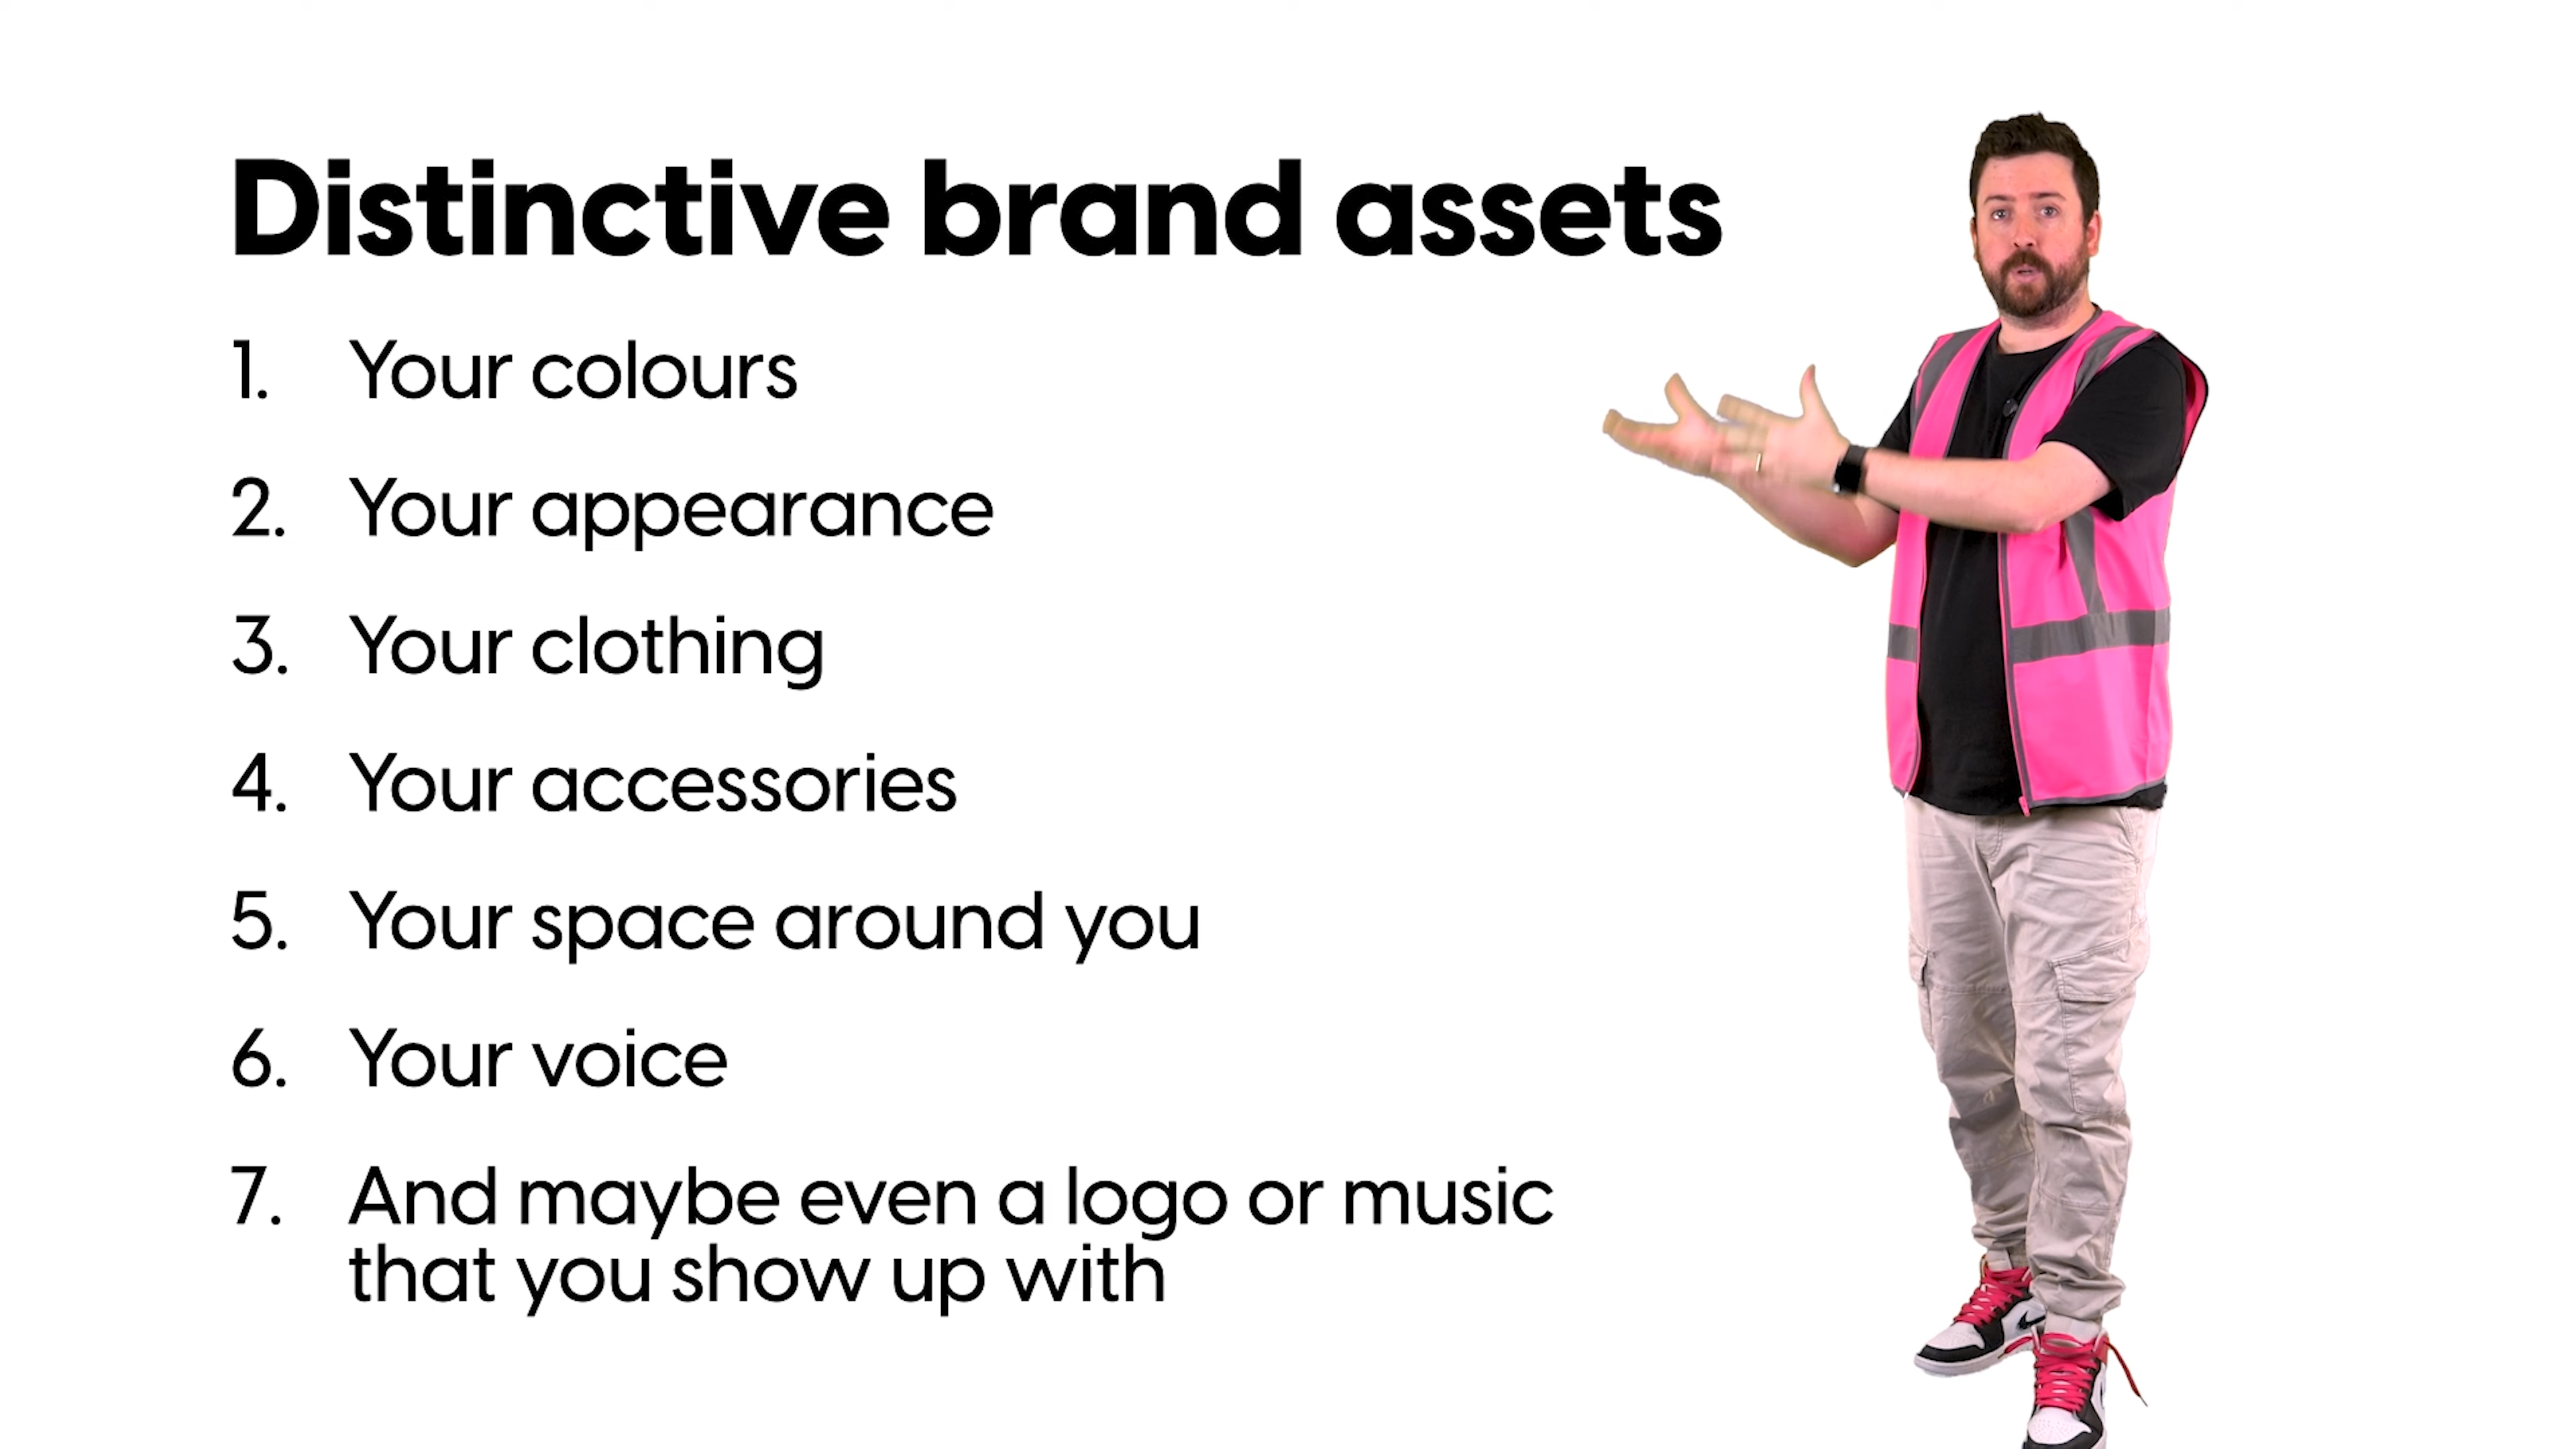 Distinctive brand assets
1. Your colours
2. Your appearance
3. Your clothing
4. Your accessories
5. Your space around you
6. Your voice
7. And maybe even a logo or music
that you show up with